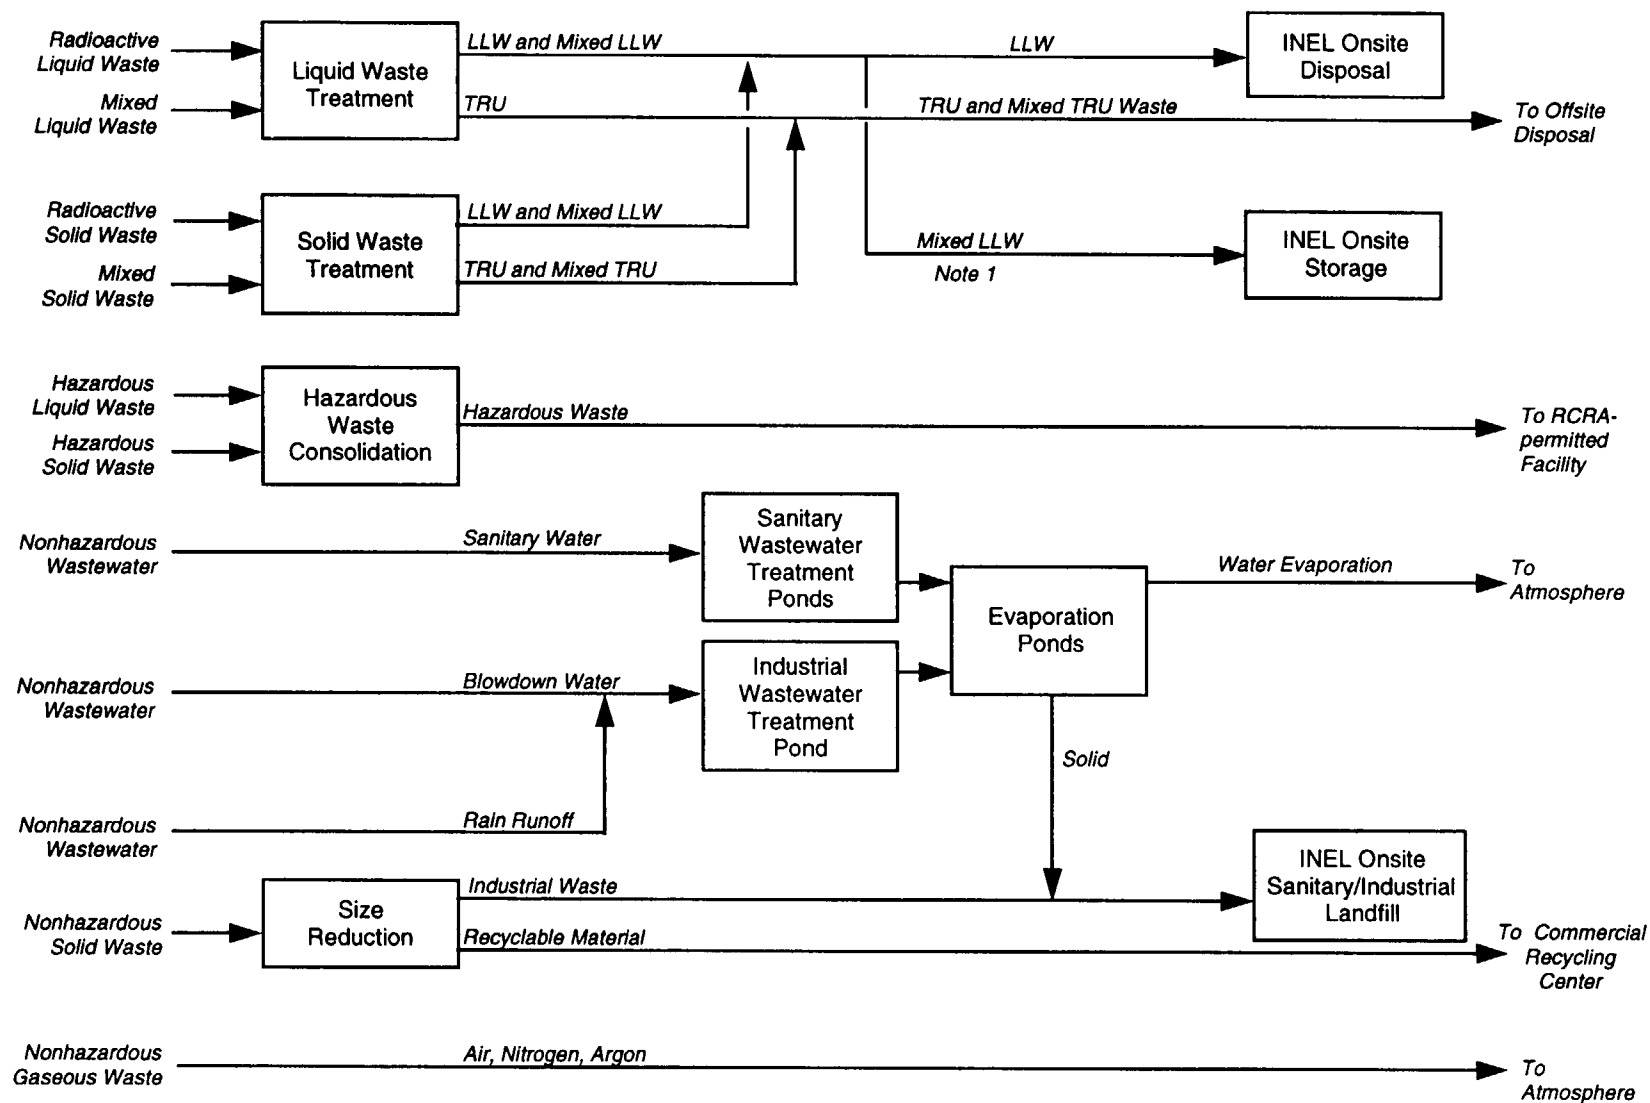 Radioactive
Liquid Waste
Mixed
Liquid Waste
Liquid Waste
Treatment
LLW and Mixed LLW
TRU
LLW
INEL Onsite
Disposal
TRU and Mixed TRU Waste
To Offsite
Disposal
Radioactive
Solid Waste
Mixed
Solid Waste
Solid Waste
Treatment
LLW and Mixed LLW
TRU and Mixed TRU
Mixed LLW
Note 1
INEL Onsite
Storage
Hazardous
Liquid Waste
Hazardous
Solid Waste
Hazardous
Waste
Consolidation
Hazardous Waste
To RCRA-
permitted
Facility
Nonhazardous
Wastewater
Sanitary Water
Sanitary
Wastewater
Treatment
Ponds
Evaporation
Ponds
Water Evaporation
To
Atmosphere
Nonhazardous
Wastewater
Blowdown Water
Industrial
Wastewater
Treatment
Pond
Solid
Nonhazardous
Wastewater
Rain Runoff
Nonhazardous
Solid Waste
Size
Reduction
Industrial Waste
Recyclable Material
INEL Onsite
Sanitary/Industrial
Landfill
To Commercial
Recycling
Center
Nonhazardous
Gaseous Waste
Air, Nitrogen, Argon
To
Atmosphere